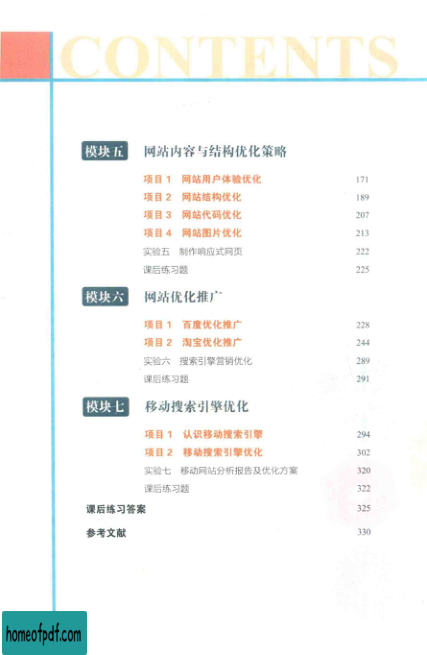 CONTENTS
模块五 网站内容与结构优化策略
项目1 网站用户体验优化 171
项目2 网站结构优化 189
项目3 网站代码优化 207
项目4 网站图片优化 213
实验五 制作响应式网页 222
课后练习题 225
模块六 网站优化推广
项目1 百度优化推广 228
项目2 淘宝优化推广 244
实验六 搜索引擎营销优化 289
课后练习题 291
模块七 移动搜索引擎优化
项目1 认识移动搜索引擎 294
项目2 移动搜索引擎优化 302
实验七 移动网站分析报告及优化方案 320
课后练习题 322
课后练习答案 325
参考文献 330
homeofpdf.com